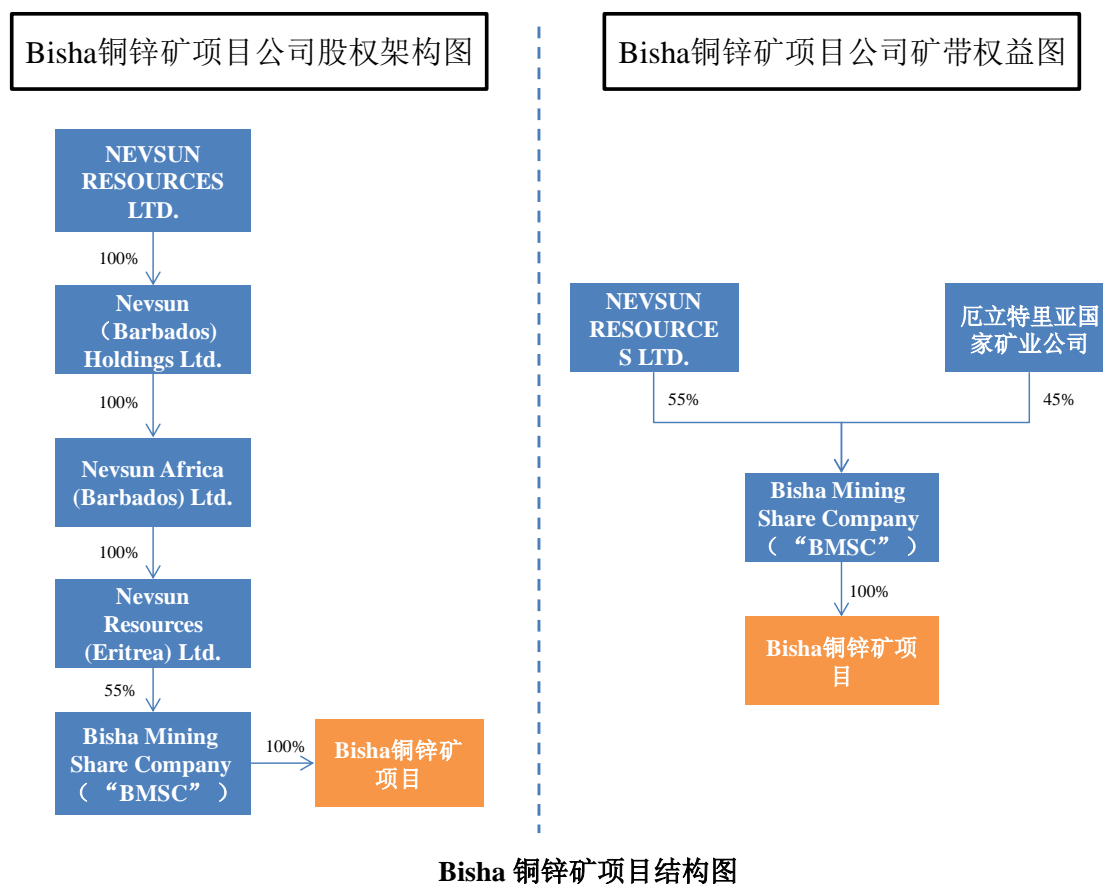 Bisha铜锌矿项目公司股权架构图
NEVSUN
RESOURCES
LTD.
100%
Nevsun
（Barbados)
Holdings Ltd.
100%
Nevsun Africa
(Barbados) Ltd.
100%
Nevsun
Resources
(Eritrea) Ltd.
55%
Bisha Mining
Share Company
（ “BMSC” ）
100%
Bisha铜锌矿
项目
Bisha铜锌矿项目公司矿带权益图
NEVSUN
RESOURCE
S LTD.
厄立特里亚国
家矿业公司
55%
45%
Bisha Mining
Share Company
（ “BMSC” ）
100%
Bisha铜锌矿项
目
Bisha 铜锌矿项目结构图